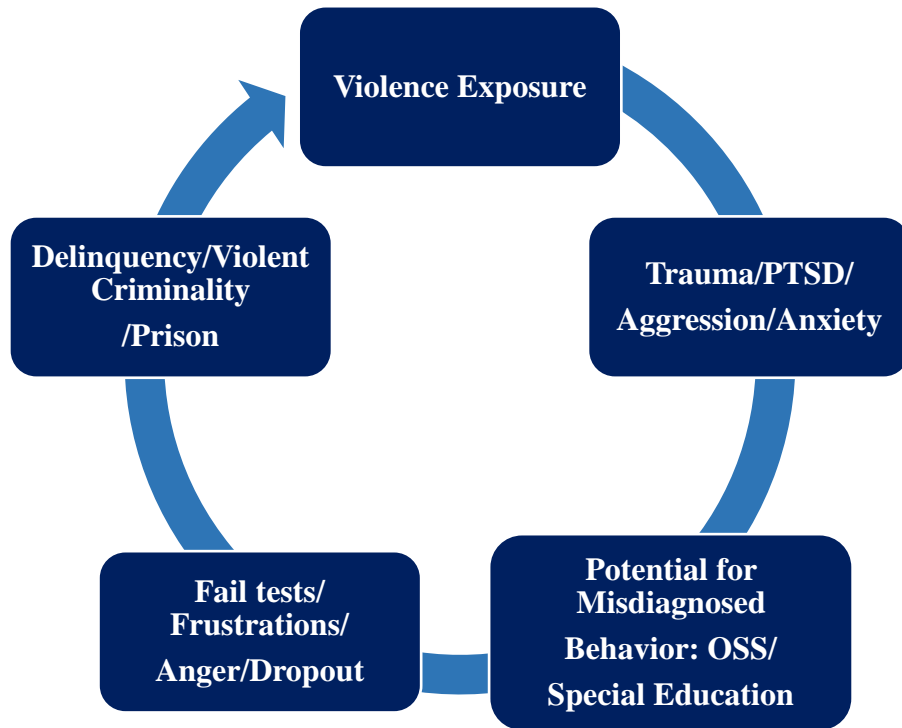 Violence Exposure
Trauma/PTSD/
Aggression/Anxiety
Potential for
Misdiagnosed
Behavior: OSS/
Special Education
Fail tests/
Frustrations/
Anger/Dropout
Delinquency/Violent
Criminality
/Prison